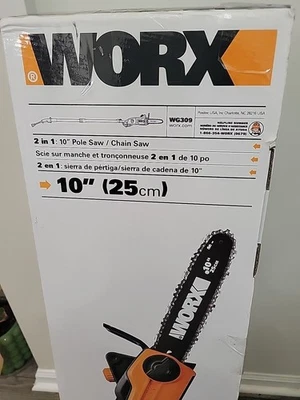 WORX
®
WG309
worx.com
2 in 1: 10" Pole Saw / Chain Saw
Scie sur manche et tronçonneuse 2 en 1 de 10 po
2 en 1: sierra de pértiga/sierra de cadena de 10"
10" (25cm)
10"
WORX